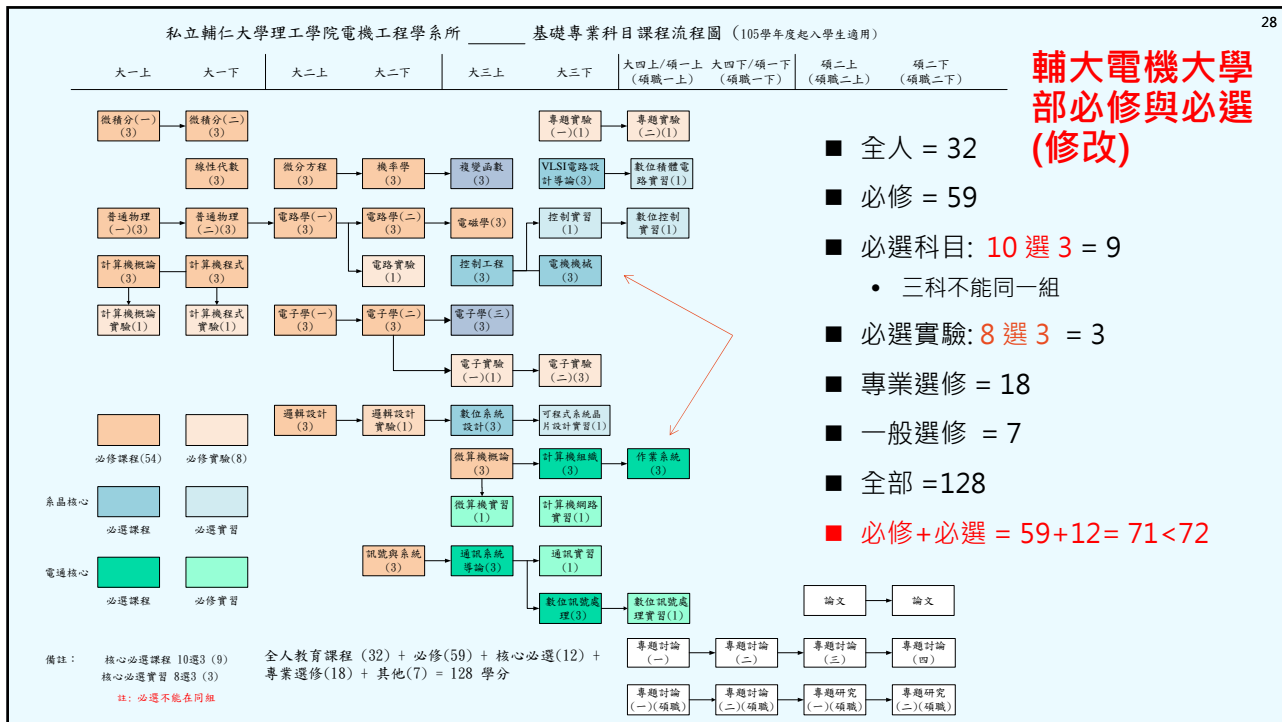 28
私立輔仁大學理工學院電機工程學系所 ______ 基礎專業科目課程流程圖 (105學年度起入學生適用)
大一上
大一下
大二上
大二下
大三上
大三下
大四上/碩一上
(碩職一上)
大四下/碩一下
(碩職一下)
碩二上
(碩職二上)
碩二下
(碩職二下)
輔大電機大學
部必修與必選
(修改)
微積分(一)
(3)
微積分(二)
(3)
專題實驗
(一)(1)
專題實驗
(二)(1)
線性代數
(3)
微分方程
(3)
機率學
(3)
複變函數
(3)
VLSI電路設
計導論(3)
數位積體電
路實習(1)
普通物理
(一)(3)
普通物理
(二)(3)
電路學(一)
(3)
電路學(二)
(3)
電磁學(3)
控制實習
(1)
數位控制
實習(1)
計算機概論
(3)
計算機程式
(3)
電路實驗
(1)
控制工程
(3)
電機機械
(3)
計算機概論
實驗(1)
計算機程式
實驗(1)
電子學(一)
(3)
電子學(二)
(3)
電子學(三)
(3)
電子實驗
(一)(1)
電子實驗
(二)(3)
邏輯設計
(3)
邏輯設計
實驗(1)
數位系統
設計(3)
可程式系統晶
片設計實習(1)
微算機概論
(3)
計算機組織
(3)
作業系統
(3)
微算機實習
(1)
計算機網路
實習(1)
訊號與系統
(3)
通訊系統
導論(3)
通訊實習
(1)
數位訊號處
理(3)
數位訊號處
理實習(1)
論文
論文
專題討論
(一)
專題討論
(二)
專題討論
(三)
專題討論
(四)
專題討論
(一)(碩職)
專題討論
(二)(碩職)
專題研究
(一)(碩職)
專題研究
(二)(碩職)
必修課程(54)
必修實驗(8)
系晶核心
必選課程
必選實習
電通核心
必選課程
必修實習
備註：
核心必選課程 10選3 (9)
核心必選實習 8選3 (3)
註: 必選不能在同組
全人教育課程 (32) + 必修(59) + 核心必選(12) +
專業選修(18) + 其他(7) = 128 學分
■ 全人 = 32
■ 必修 = 59
■ 必選科目: 10 選 3 = 9
• 三科不能同一組
■ 必選實驗: 8 選 3 = 3
■ 專業選修 = 18
■ 一般選修 = 7
■ 全部 =128
■ 必修+必選 = 59+12= 71<72